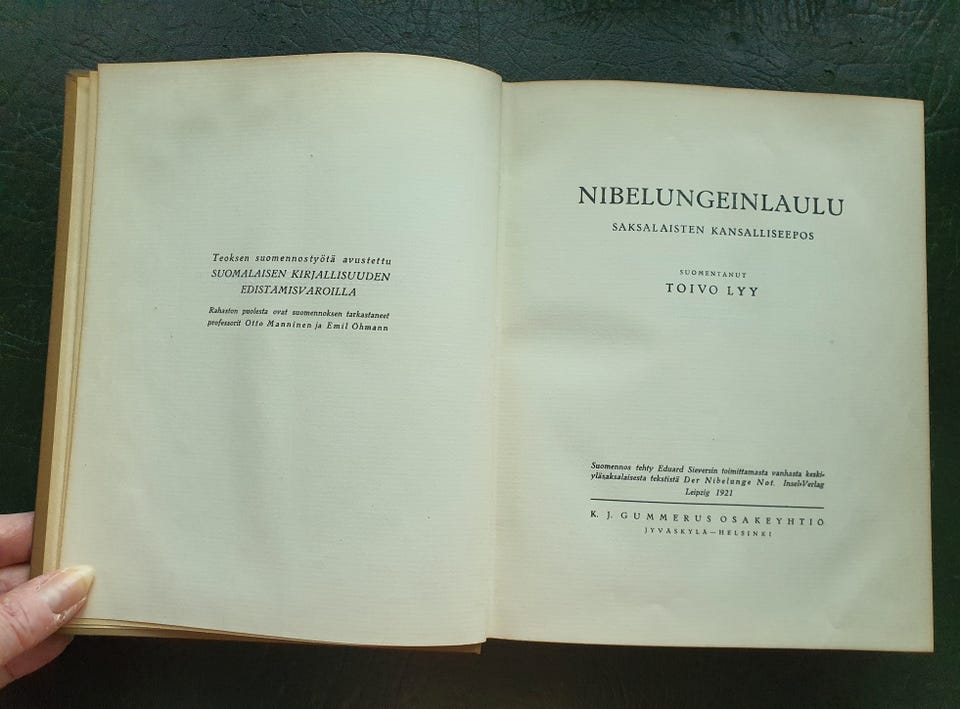 Teoksen suomennostyötä avustettu
SUOMALAISEN KIRJALLISUUDEN
EDISTAMISVAROILLA
Rahaston puolesta ovat suomennoksen tarkastaneet
professorit Otto Manninen ja Emil Ohmann
NIBELUNGEINLAULU
SAKSALAISTEN KANSALLISEEPOS
SUOMENTANUT
TOIVO LYY
Suomennos tehty Eduard Sieversin toimittamasta vanhasta keski-
yläsaksalaisesta tekstistä Der Nibelunge Not. Insel-Verlag
Leipzig 1921
K. J. GUMMERUS OSAKEYHTIÖ
JYVÄSKYLÄ—HELSINKI